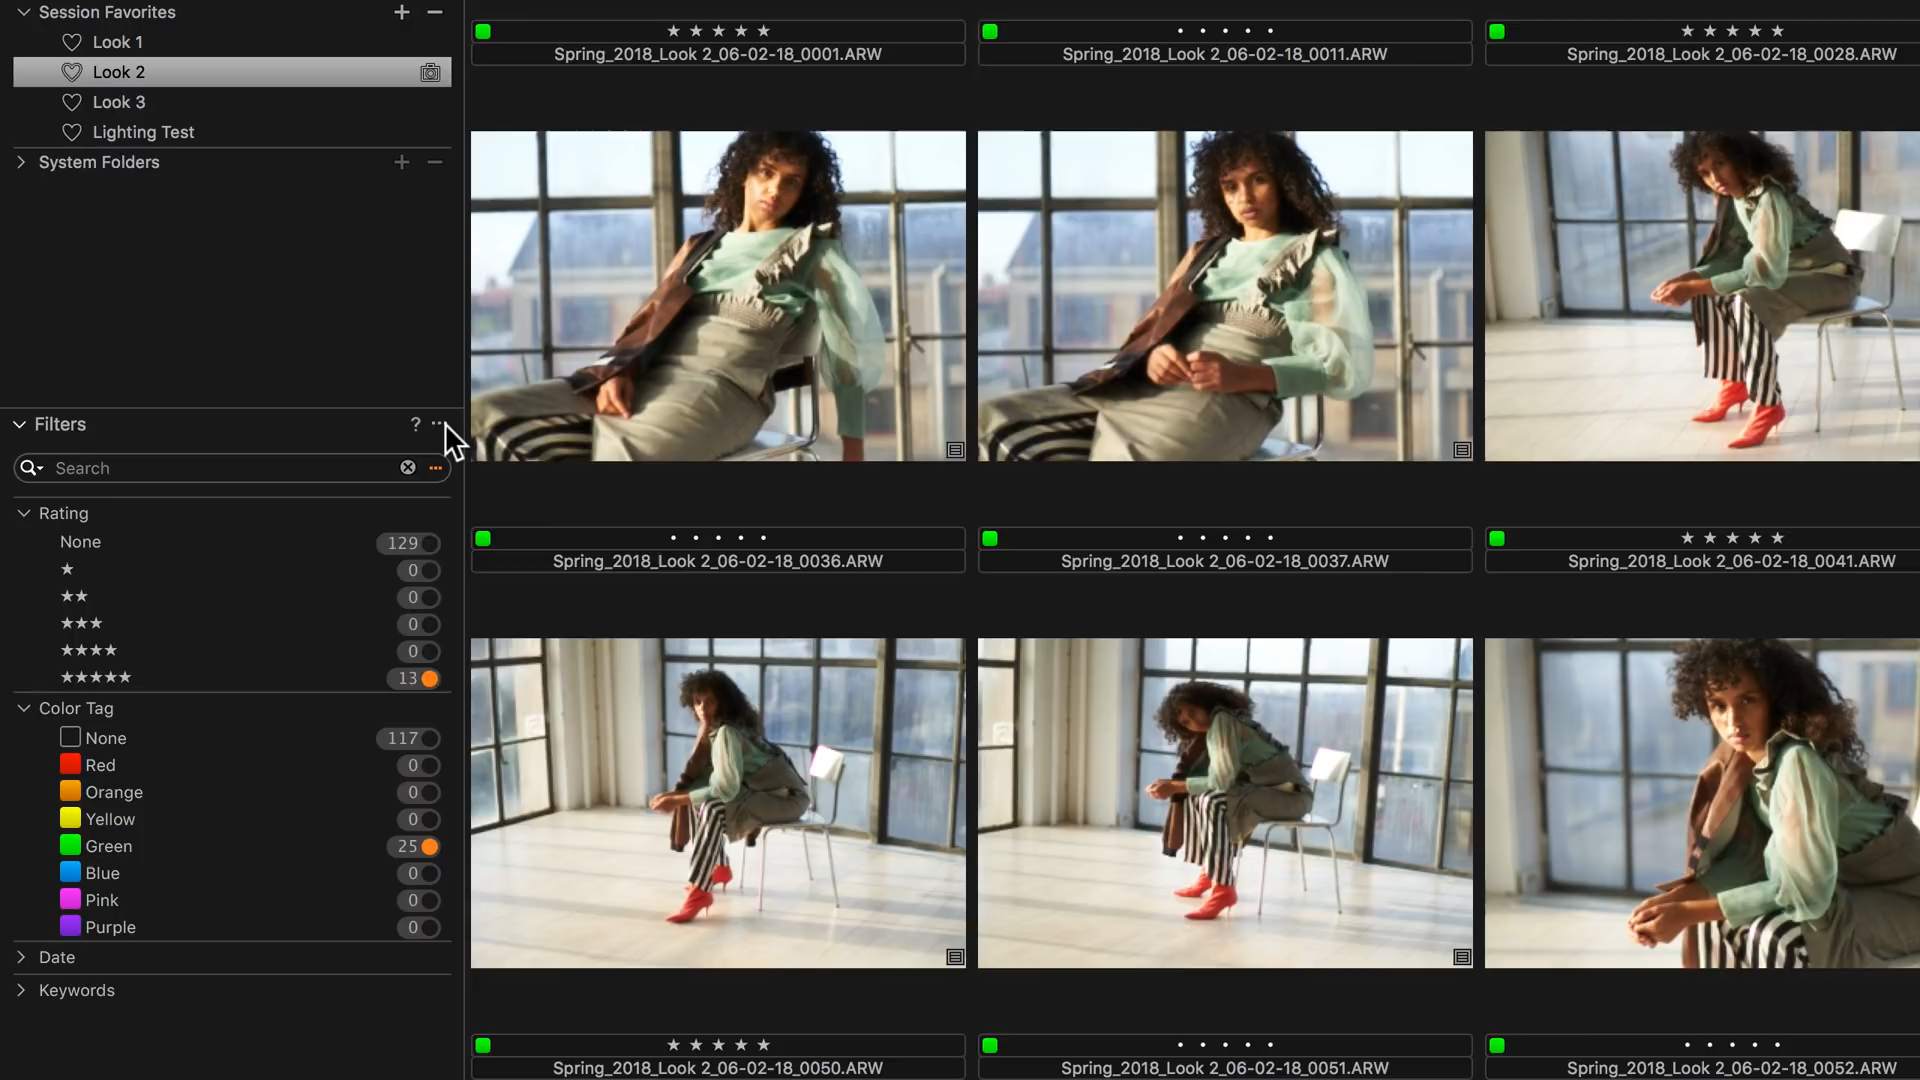 Session Favorites
Look 1
Look 2
Look 3
Lighting Test
System Folders
Filters ? ...
Search
Rating
None 129
★ 0
★★ 0
★★★ 0
★★★★ 0
★★★★★ 13
Color Tag
None 117
Red 0
Orange 0
Yellow 0
Green 25
Blue 0
Pink 0
Purple 0
Date
Keywords
★ ★ ★ ★ ★
Spring_2018_Look 2_06-02-18_0001.ARW
• • • • •
Spring_2018_Look 2_06-02-18_0011.ARW
★ ★ ★ ★ ★
Spring_2018_Look 2_06-02-18_0028.ARW
• • • • •
Spring_2018_Look 2_06-02-18_0036.ARW
• • • • •
Spring_2018_Look 2_06-02-18_0037.ARW
★ ★ ★ ★ ★
Spring_2018_Look 2_06-02-18_0041.ARW
★ ★ ★ ★ ★
Spring_2018_Look 2_06-02-18_0050.ARW
• • • • •
Spring_2018_Look 2_06-02-18_0051.ARW
• • • • •
Spring_2018_Look 2_06-02-18_0052.ARW